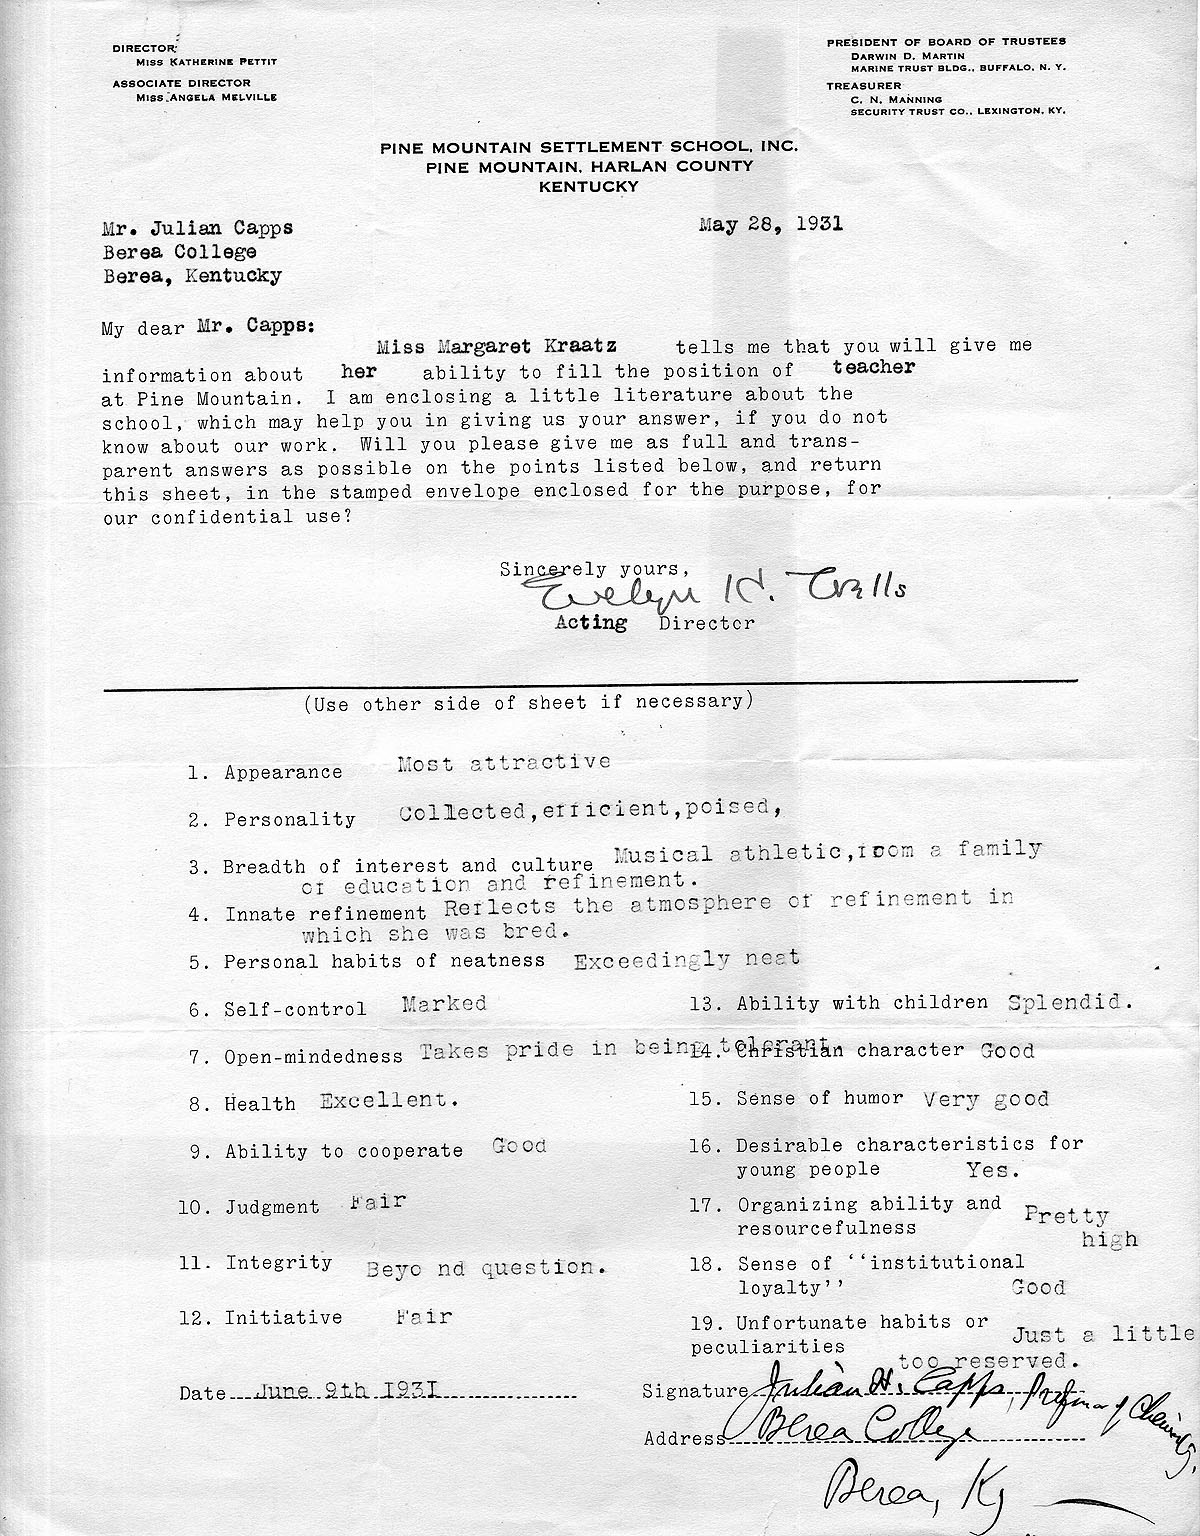 DIRECTOR:
MISS KATHERINE PETTIT
ASSOCIATE DIRECTOR
MISS ANGELA MELVILLE
PRESIDENT OF BOARD OF TRUSTEES
DARWIN D. MARTIN
MARINE TRUST BLDG., BUFFALO, N. Y.
TREASURER
C. N. MANNING
SECURITY TRUST CO., LEXINGTON, KY.
PINE MOUNTAIN SETTLEMENT SCHOOL, INC.
PINE MOUNTAIN, HARLAN COUNTY
KENTUCKY
Mr. Julian Capps May 28, 1931
Berea College
Berea, Kentucky
My dear Mr. Capps:
Miss Margaret Kraatz tells me that you will give me
information about her ability to fill the position of teacher
at Pine Mountain. I am enclosing a little literature about the
school, which may help you in giving us your answer, if you do not
know about our work. Will you please give me as full and trans-
parent answers as possible on the points listed below, and return
this sheet, in the stamped envelope enclosed for the purpose, for
our confidential use?
Sincerely yours,
Evelyn K. Wells
Acting Director
(Use other side of sheet if necessary)
1. Appearance Most attractive
2. Personality Collected,efficient,poised,
3. Breadth of interest and culture Musical athletic,from a family
of education and refinement.
4. Innate refinement Reflects the atmosphere of refinement in
which she was bred.
5. Personal habits of neatness Exceedingly neat
6. Self-control Marked
7. Open-mindedness Takes pride in being tolerant.
8. Health Excellent.
9. Ability to cooperate Good
10. Judgment Fair
11. Integrity Beyo nd question.
12. Initiative Fair
13. Ability with children Splendid.
14. Christian character Good
15. Sense of humor Very good
16. Desirable characteristics for
young people Yes.
17. Organizing ability and
resourcefulness Pretty
high
18. Sense of ‘‘institutional
loyalty’’ Good
19. Unfortunate habits or
peculiarities Just a little
too reserved.
Date June 9th 1931
Signature Julian H. Capps, Professor of Chemistry.
Address Berea College
Berea, Ky